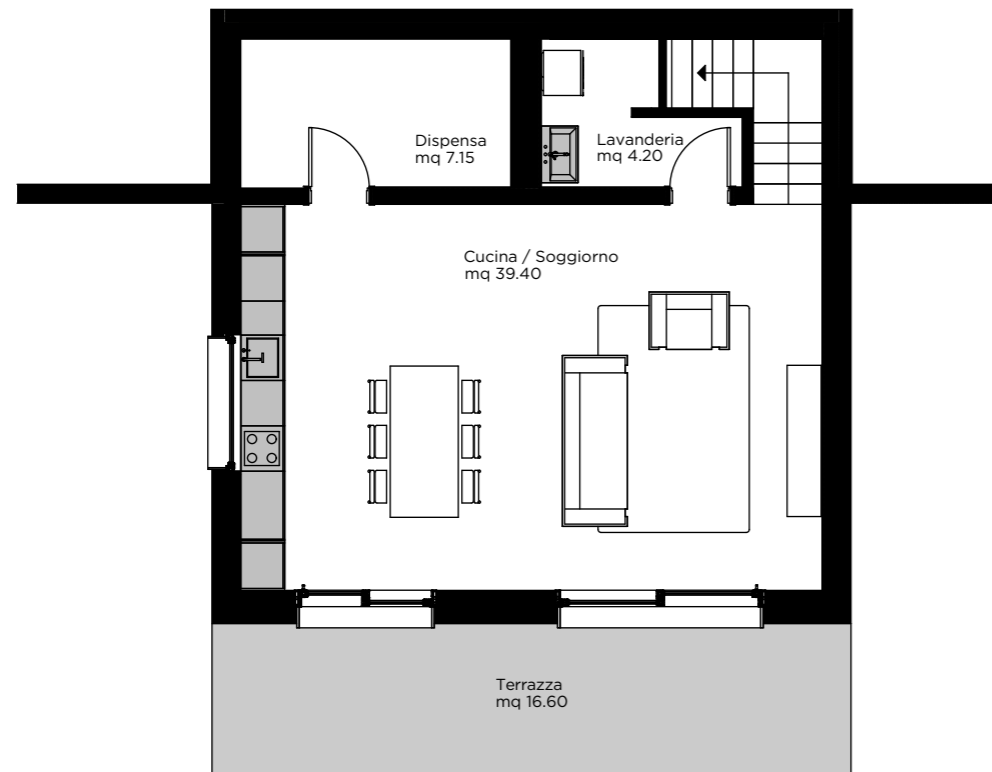 Dispensa
mq 7.15
Lavanderia
mq 4.20
Cucina / Soggiorno
mq 39.40
Terrazza
mq 16.60